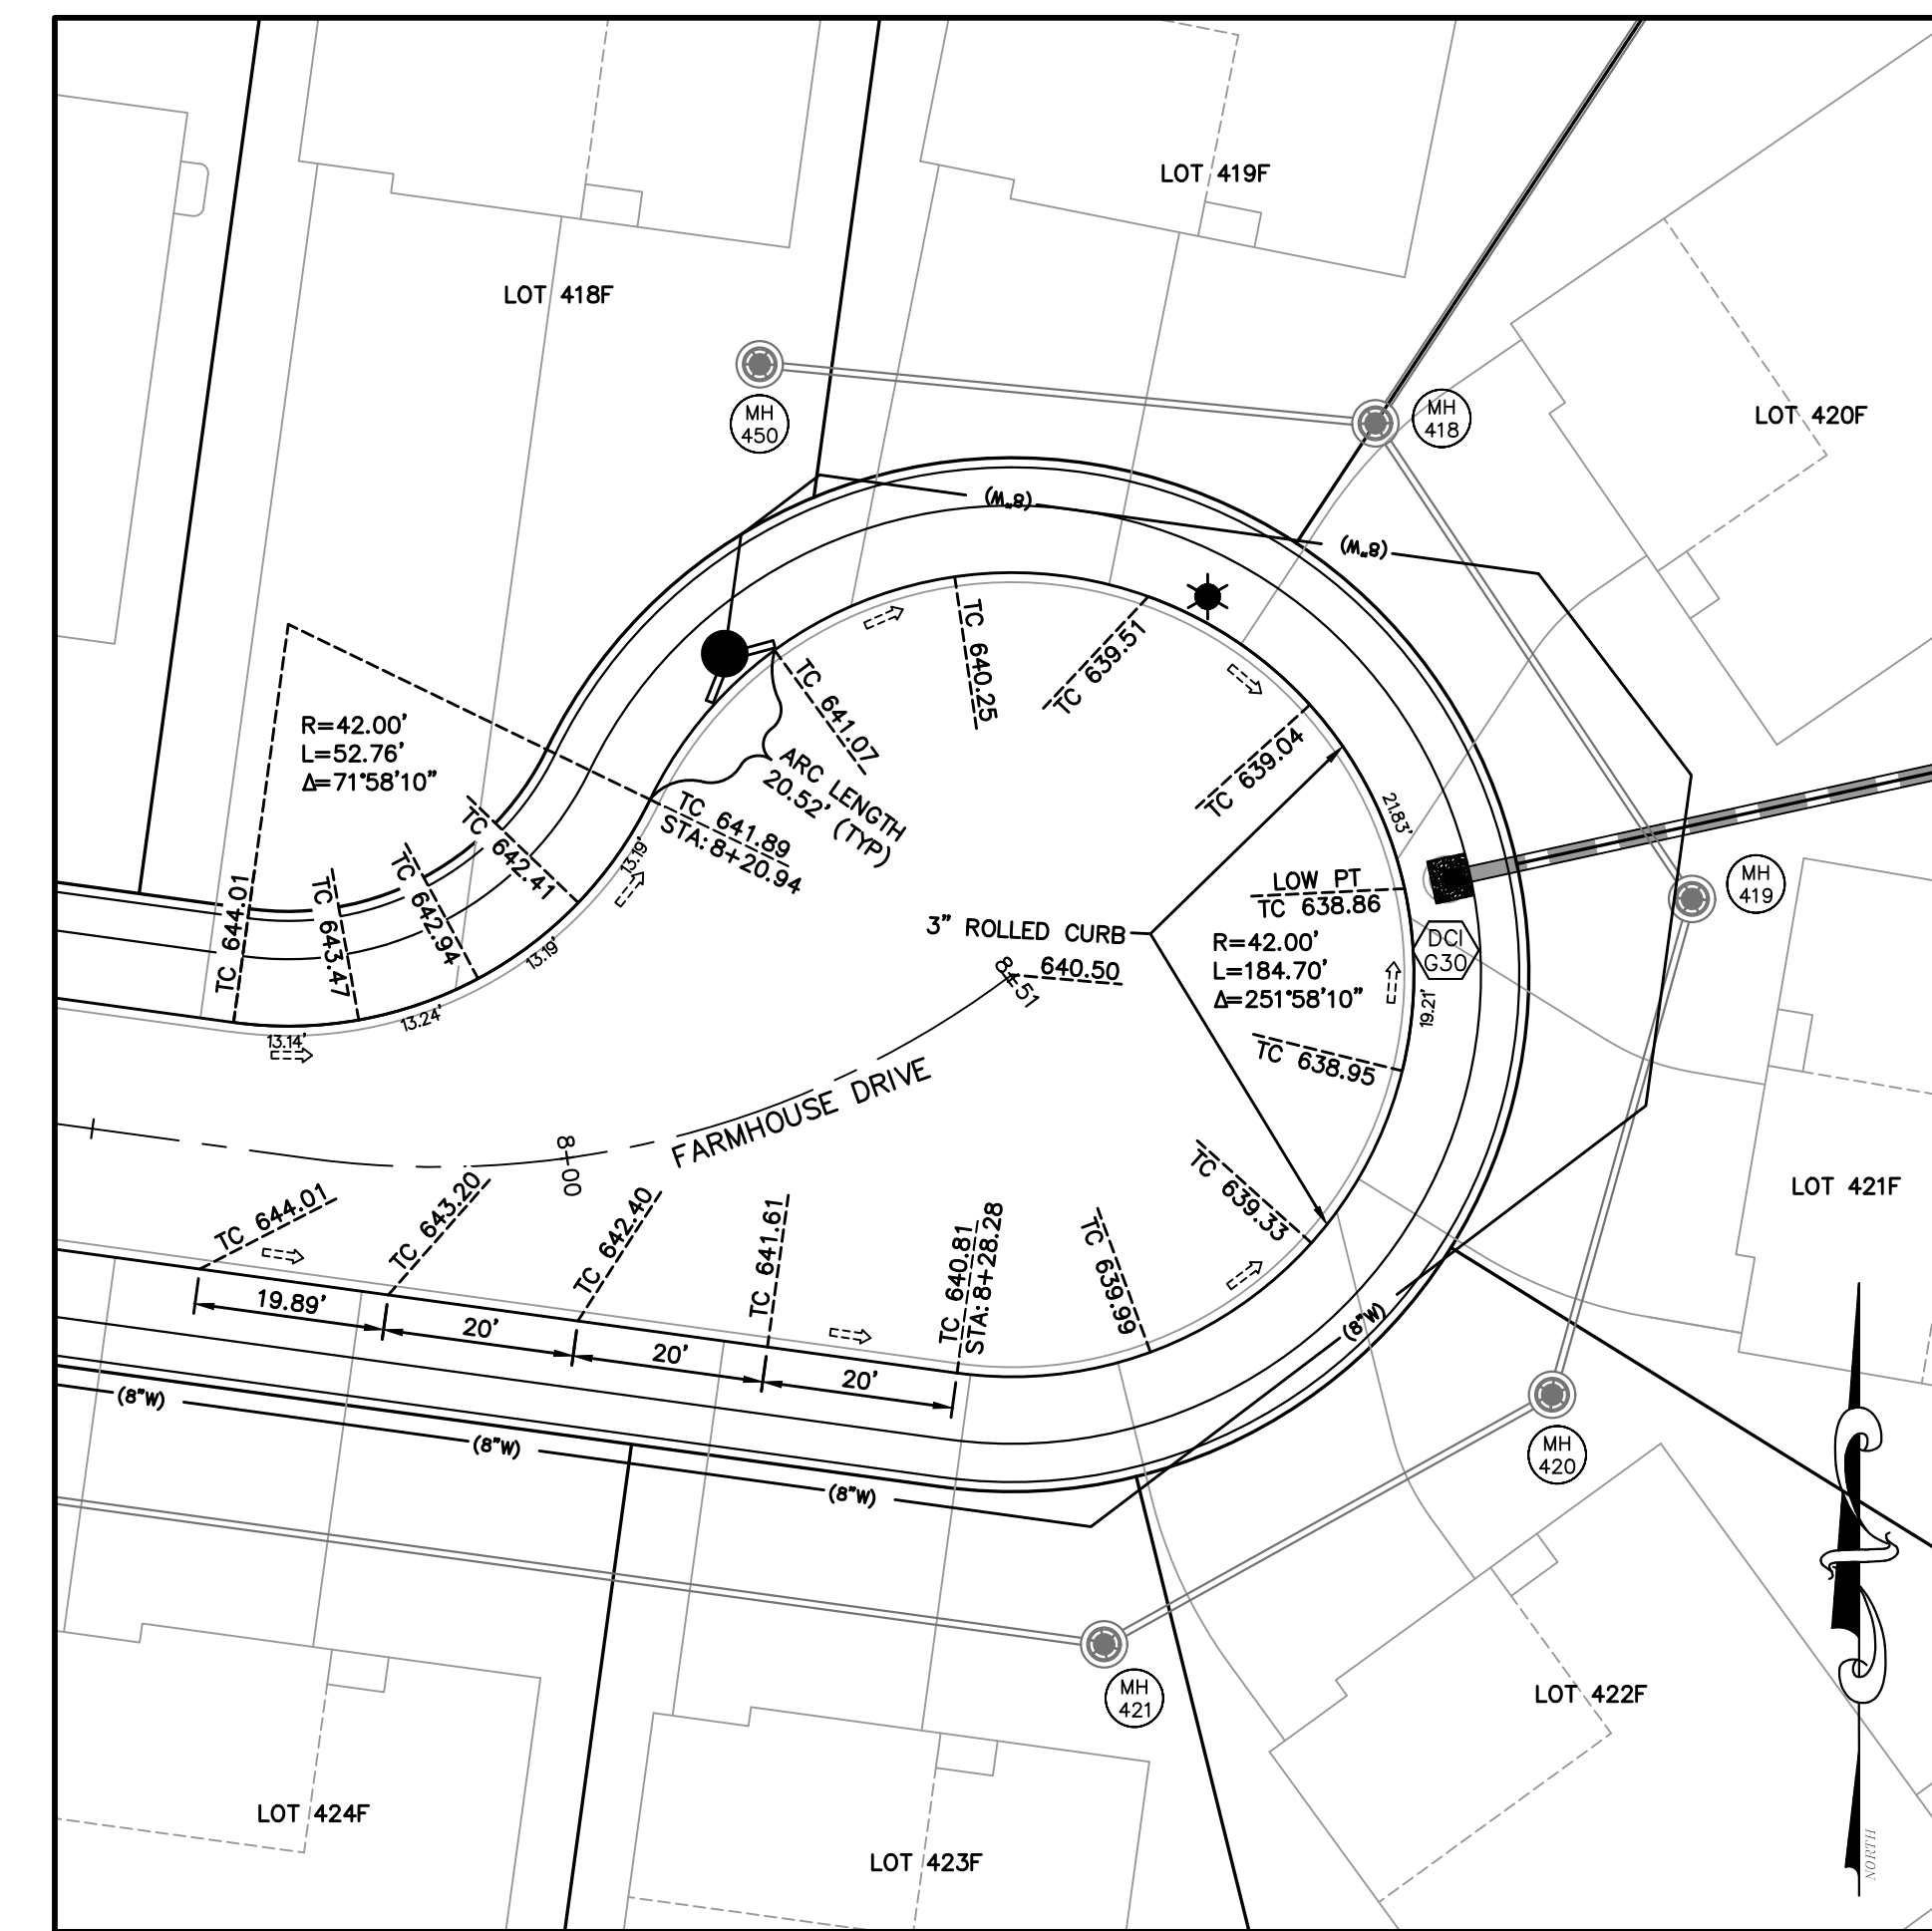 LOT 419F
LOT 418F
LOT 420F
MH
450
MH
418
(8"W)
(8"W)
TC 640.25
TC 639.51
TC 641.07
R=42.00'
L=52.76'
Δ=71°58'10"
ARC LENGTH
20.52' (TYP)
TC 639.04
TC 641.89
STA: 8+20.94
21.83'
TC 642.41
TC 642.94
TC 643.47
TC 644.01
13.19'
13.19'
13.24'
13.14'
LOW PT
TC 638.86
MH
419
3" ROLLED CURB
640.50
8+51
R=42.00'
L=184.70'
Δ=251°58'10"
DCI
G30
19.21'
TC 638.95
FARMHOUSE DRIVE
8+00
TC 639.33
TC 644.01
TC 643.20
TC 642.40
TC 641.61
TC 640.81
STA: 8+28.28
TC 639.99
LOT 421F
19.89'
20'
20'
20'
(8"W)
(8"W)
(8"W)
(8"W)
MH
420
MH
421
LOT 422F
LOT 424F
LOT 423F
NORTH